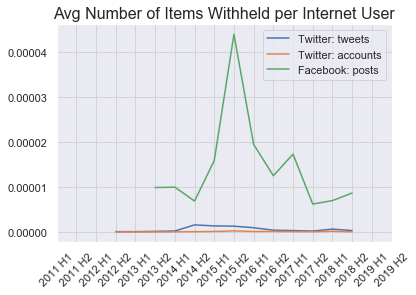 Avg Number of Items Withheld per Internet User
Twitter: tweets
Twitter: accounts
Facebook: posts
0.00004
0.00003
0.00002
0.00001
0.00000
2011 H1
2011 H2
2012 H1
2012 H2
2013 H1
2013 H2
2014 H1
2014 H2
2015 H1
2015 H2
2016 H1
2016 H2
2017 H1
2017 H2
2018 H1
2018 H2
2019 H1
2019 H2